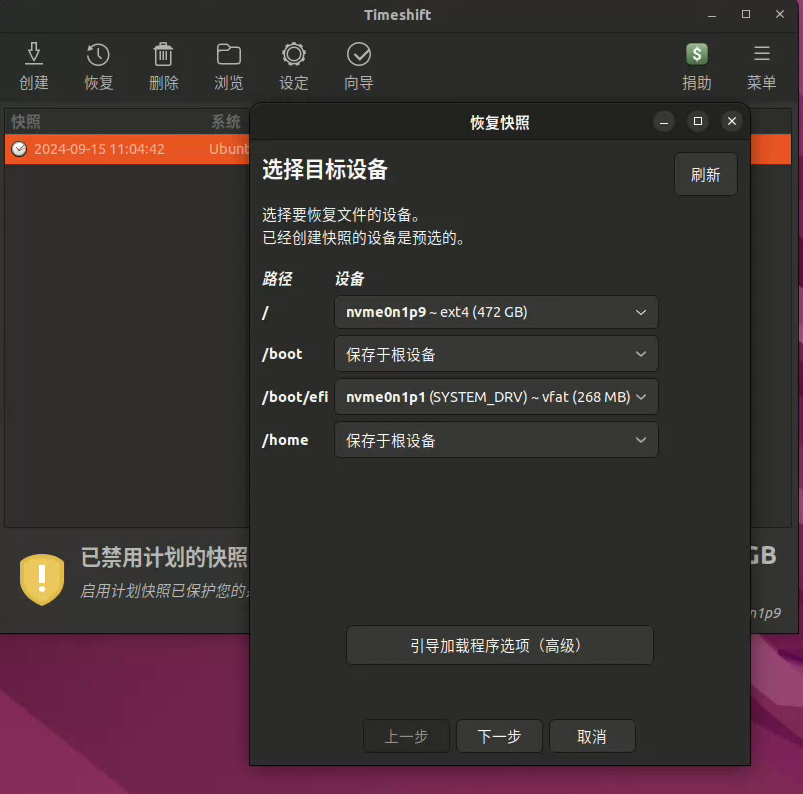 Timeshift
创建 恢复 删除 浏览 设定 向导 捐助 菜单
快照 系统
2024-09-15 11:04:42 Ubunt
恢复快照
选择目标设备
刷新
选择要恢复文件的设备。
已经创建快照的设备是预选的。
路径 设备
/ nvme0n1p9 ~ ext4 (472 GB)
/boot 保存于根设备
/boot/efi nvme0n1p1 (SYSTEM_DRV) ~ vfat (268 MB)
/home 保存于根设备
已禁用计划的快照
GB
启用计划快照已保护您的
n1p9
引导加载程序选项（高级）
上一步 下一步 取消